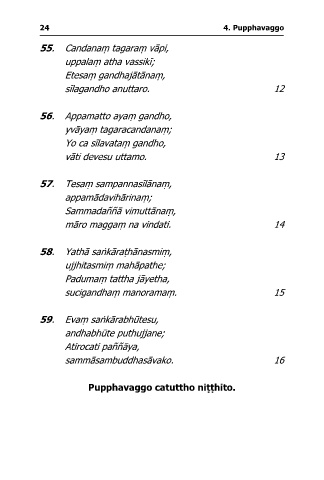 24 4. Pupphavaggo
55. Candanaṃ tagaraṃ vāpi,
uppalaṃ atha vassikī;
Etesaṃ gandhajātānaṃ,
sīlagandho anuttaro. 12
56. Appamatto ayaṃ gandho,
yvāyaṃ tagaracandanaṃ;
Yo ca sīlavataṃ gandho,
vāti devesu uttamo. 13
57. Tesaṃ sampannasīlānaṃ,
appamādavihārinaṃ;
Sammadaññā vimuttānaṃ,
māro maggaṃ na vindati. 14
58. Yathā saṅkāraṭhānasmiṃ,
ujjhitasmiṃ mahāpathe;
Padumaṃ tattha jāyetha,
sucigandhaṃ manoramaṃ. 15
59. Evaṃ saṅkārabhūtesu,
andhabhūte puthujjane;
Atirocati paññāya,
sammāsambuddhasāvako. 16
Pupphavaggo catuttho niṭṭhito.